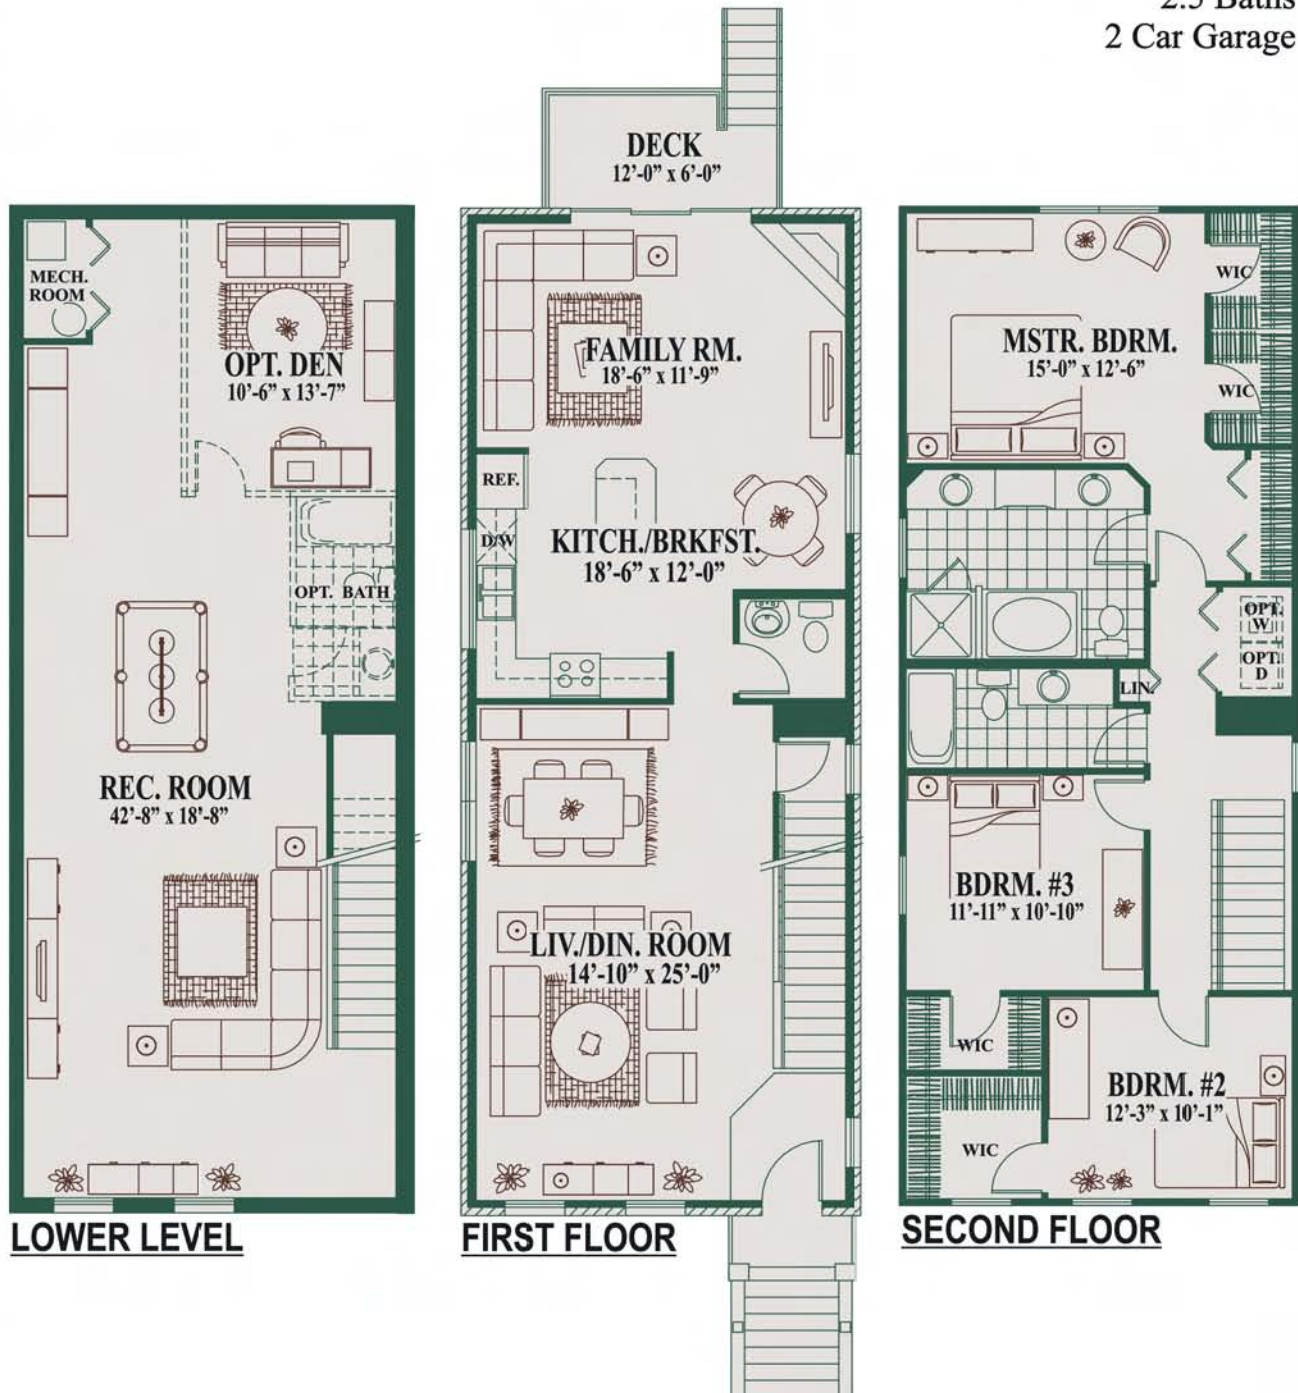 2.5 Baths
2 Car Garage
DECK
12'-0" x 6'-0"
MECH.
ROOM
OPT. DEN
10'-6" x 13'-7"
OPT. BATH
REC. ROOM
42'-8" x 18'-8"
LOWER LEVEL
FAMILY RM.
18'-6" x 11'-9"
REF.
D/W
KITCH./BRKFST.
18'-6" x 12'-0"
LIV./DIN. ROOM
14'-10" x 25'-0"
FIRST FLOOR
WIC
MSTR. BDRM.
15'-0" x 12'-6"
WIC
OPT.
W
OPT.
D
LIN.
BDRM. #3
11'-11" x 10'-10"
WIC
BDRM. #2
12'-3" x 10'-1"
WIC
SECOND FLOOR